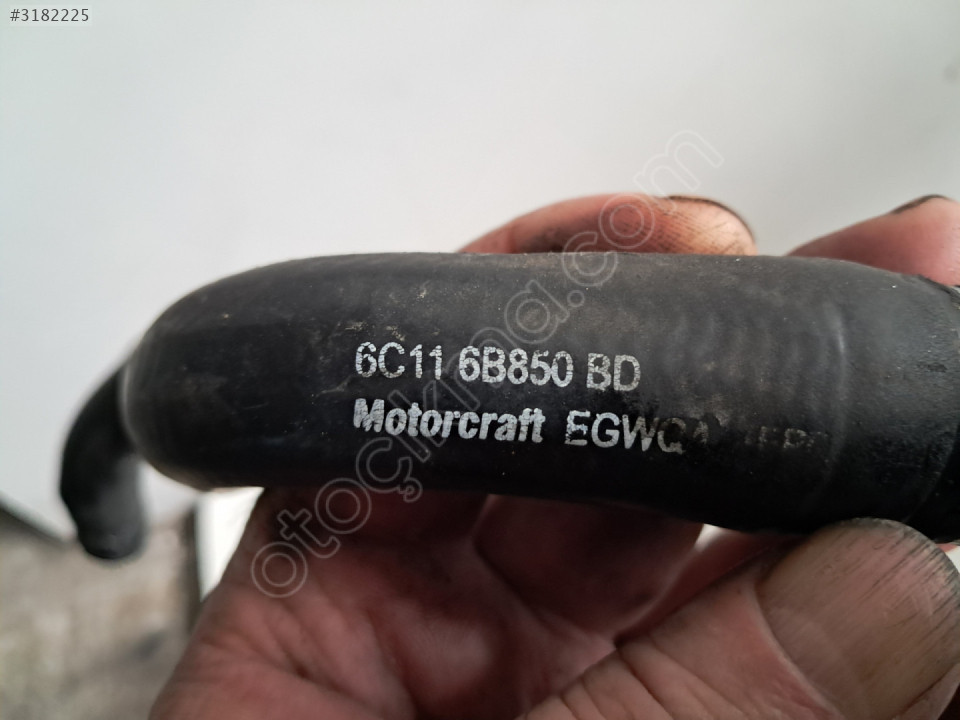 #3182225
otoçıkma.com
6C11 6B850 BD
Motorcraft